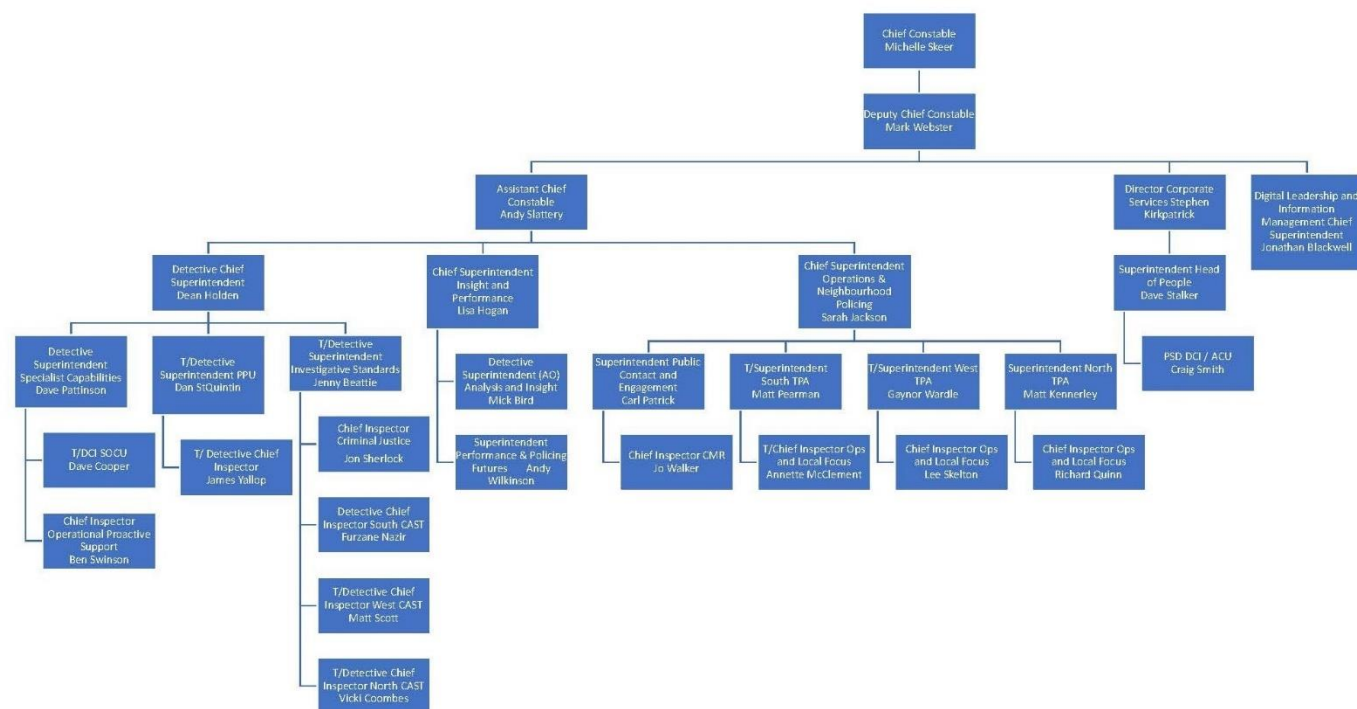 Chief Constable
Michelle Skeer
Deputy Chief Constable
Mark Webster
Assistant Chief
Constable
Andy Slattery
Director Corporate
Services Stephen
Kirkpatrick
Digital Leadership and
Information
Management Chief
Superintendent
Jonathan Blackwell
Detective Chief
Superintendent
Dean Holden
Chief Superintendent
Insight and
Performance
Lisa Hogan
Chief Superintendent
Operations &
Neighbourhood
Policing
Sarah Jackson
Superintendent Head
of People
Dave Stalker
Detective
Superintendent
Specialist Capabilities
Dave Pattinson
T/Detective
Superintendent PPU
Dan StQuintin
T/Detective
Superintendent
Investigative Standards
Jenny Beattie
Detective
Superintendent (AO)
Analysis and Insight
Mick Bird
Superintendent Public
Contact and
Engagement
Carl Patrick
T/Superintendent
South TPA
Matt Pearman
T/Superintendent West
TPA
Gaynor Wardle
Superintendent North
TPA
Matt Kennerley
PSD DCI / ACU
Craig Smith
T/DCI SOCU
Dave Cooper
T/ Detective Chief
Inspector
James Yallop
Chief Inspector
Criminal Justice
Jon Sherlock
Superintendent
Performance & Policing
Futures Andy
Wilkinson
Chief Inspector CMR
Jo Walker
T/Chief Inspector Ops
and Local Focus
Annette McClement
Chief Inspector Ops
and Local Focus
Lee Skelton
Chief Inspector Ops
and Local Focus
Richard Quinn
Chief Inspector
Operational Proactive
Support
Ben Swinson
Detective Chief
Inspector South CAST
Furzane Nazir
T/Detective Chief
Inspector West CAST
Matt Scott
T/Detective Chief
Inspector North CAST
Vicki Coombes